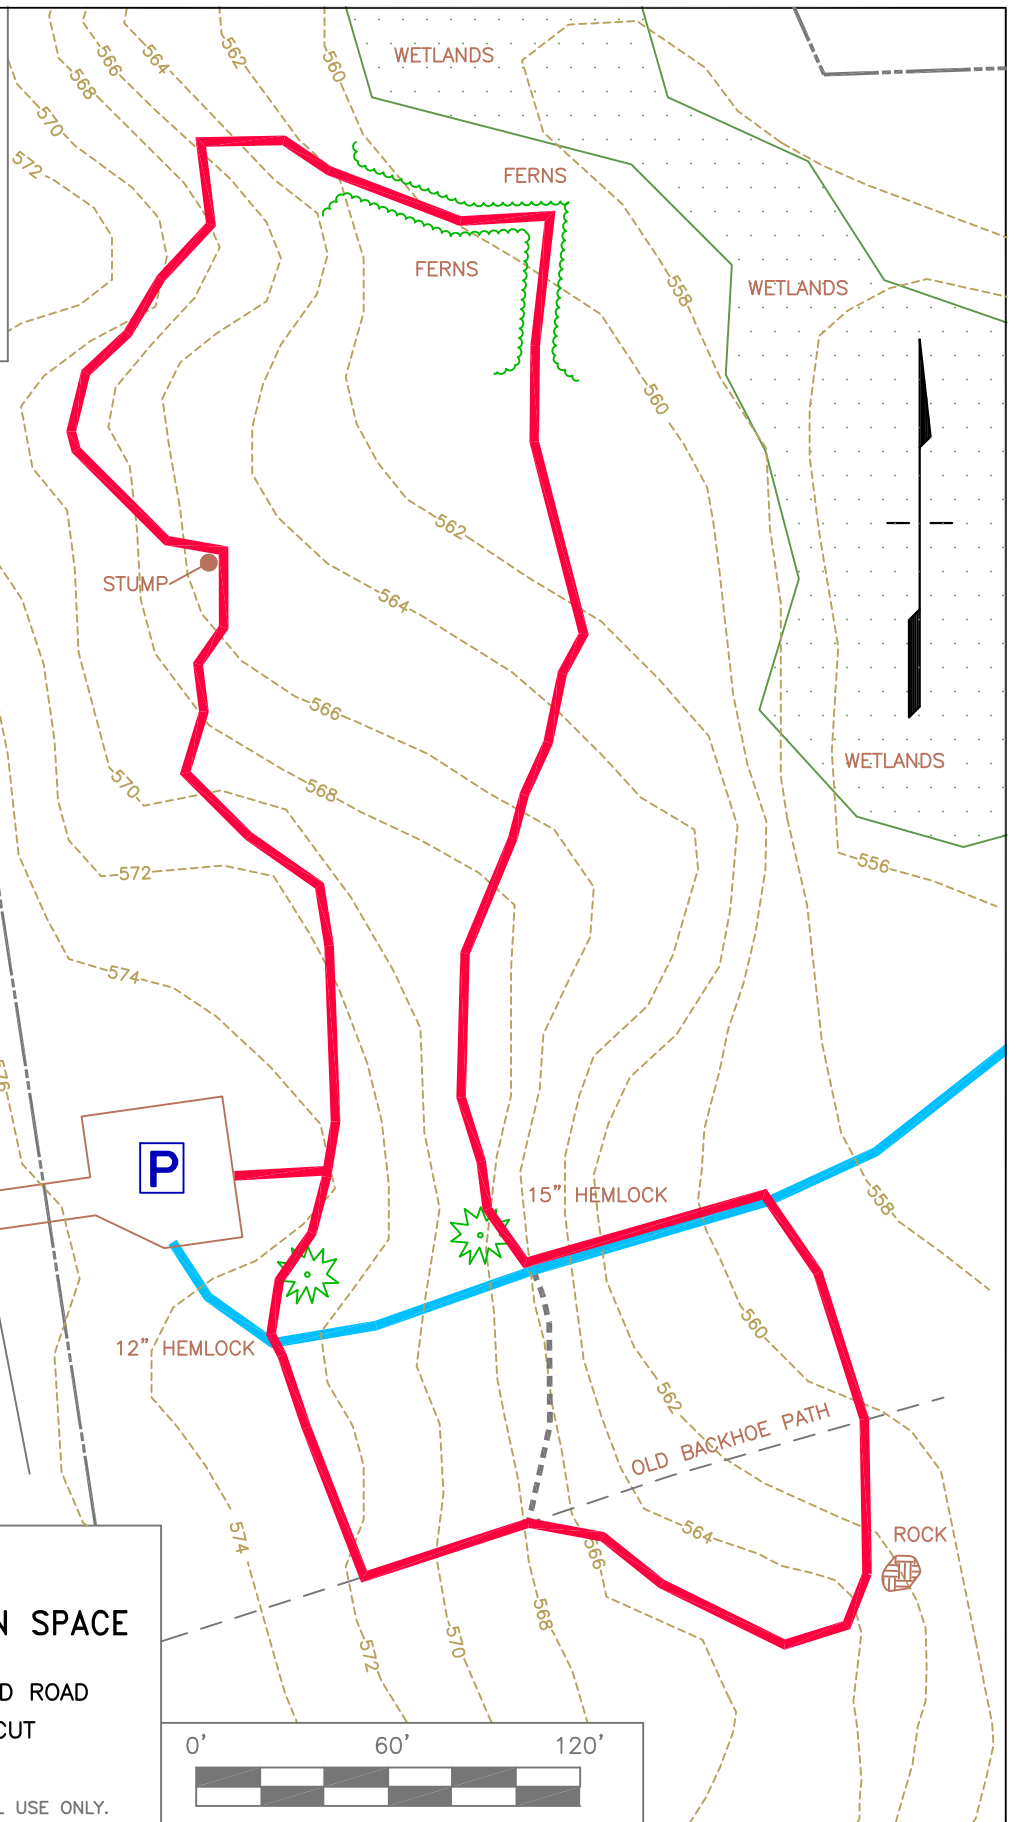 WETLANDS
560
562
564
566
568
570
572
FERNS
FERNS
558
WETLANDS
560
562
STUMP
564
566
568
570
WETLANDS
556
572
574
576
P
15” HEMLOCK
558
12” HEMLOCK
560
562
OLD BACKHOE PATH
574
564
ROCK
566
568
570
572
N SPACE
D ROAD
CUT
L USE ONLY.
0' 60' 120'